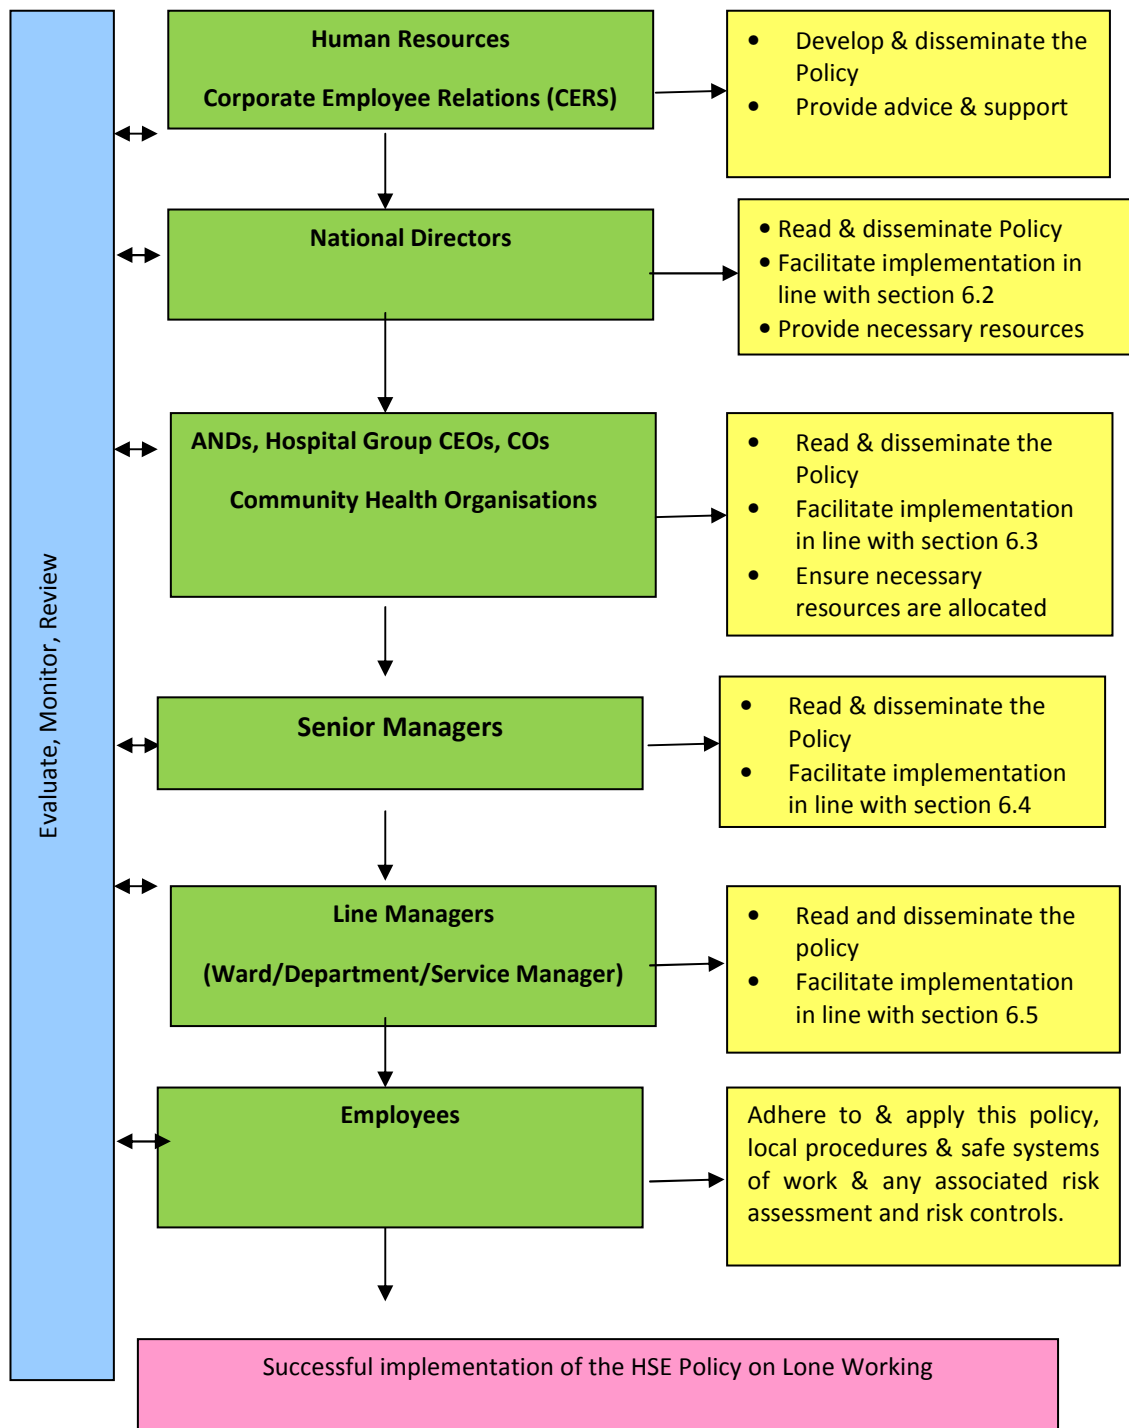 Human Resources
Corporate Employee Relations (CERS)
• Develop & disseminate the
Policy
• Provide advice & support
National Directors
• Read & disseminate Policy
• Facilitate implementation in
line with section 6.2
• Provide necessary resources
ANDs, Hospital Group CEOs, COs
Community Health Organisations
• Read & disseminate the
Policy
• Facilitate implementation
in line with section 6.3
• Ensure necessary
resources are allocated
Evaluate, Monitor, Review
Senior Managers
• Read & disseminate the
Policy
• Facilitate implementation
in line with section 6.4
Line Managers
(Ward/Department/Service Manager)
• Read and disseminate the
policy
• Facilitate implementation
in line with section 6.5
Employees
Adhere to & apply this policy,
local procedures & safe systems
of work & any associated risk
assessment and risk controls.
Successful implementation of the HSE Policy on Lone Working